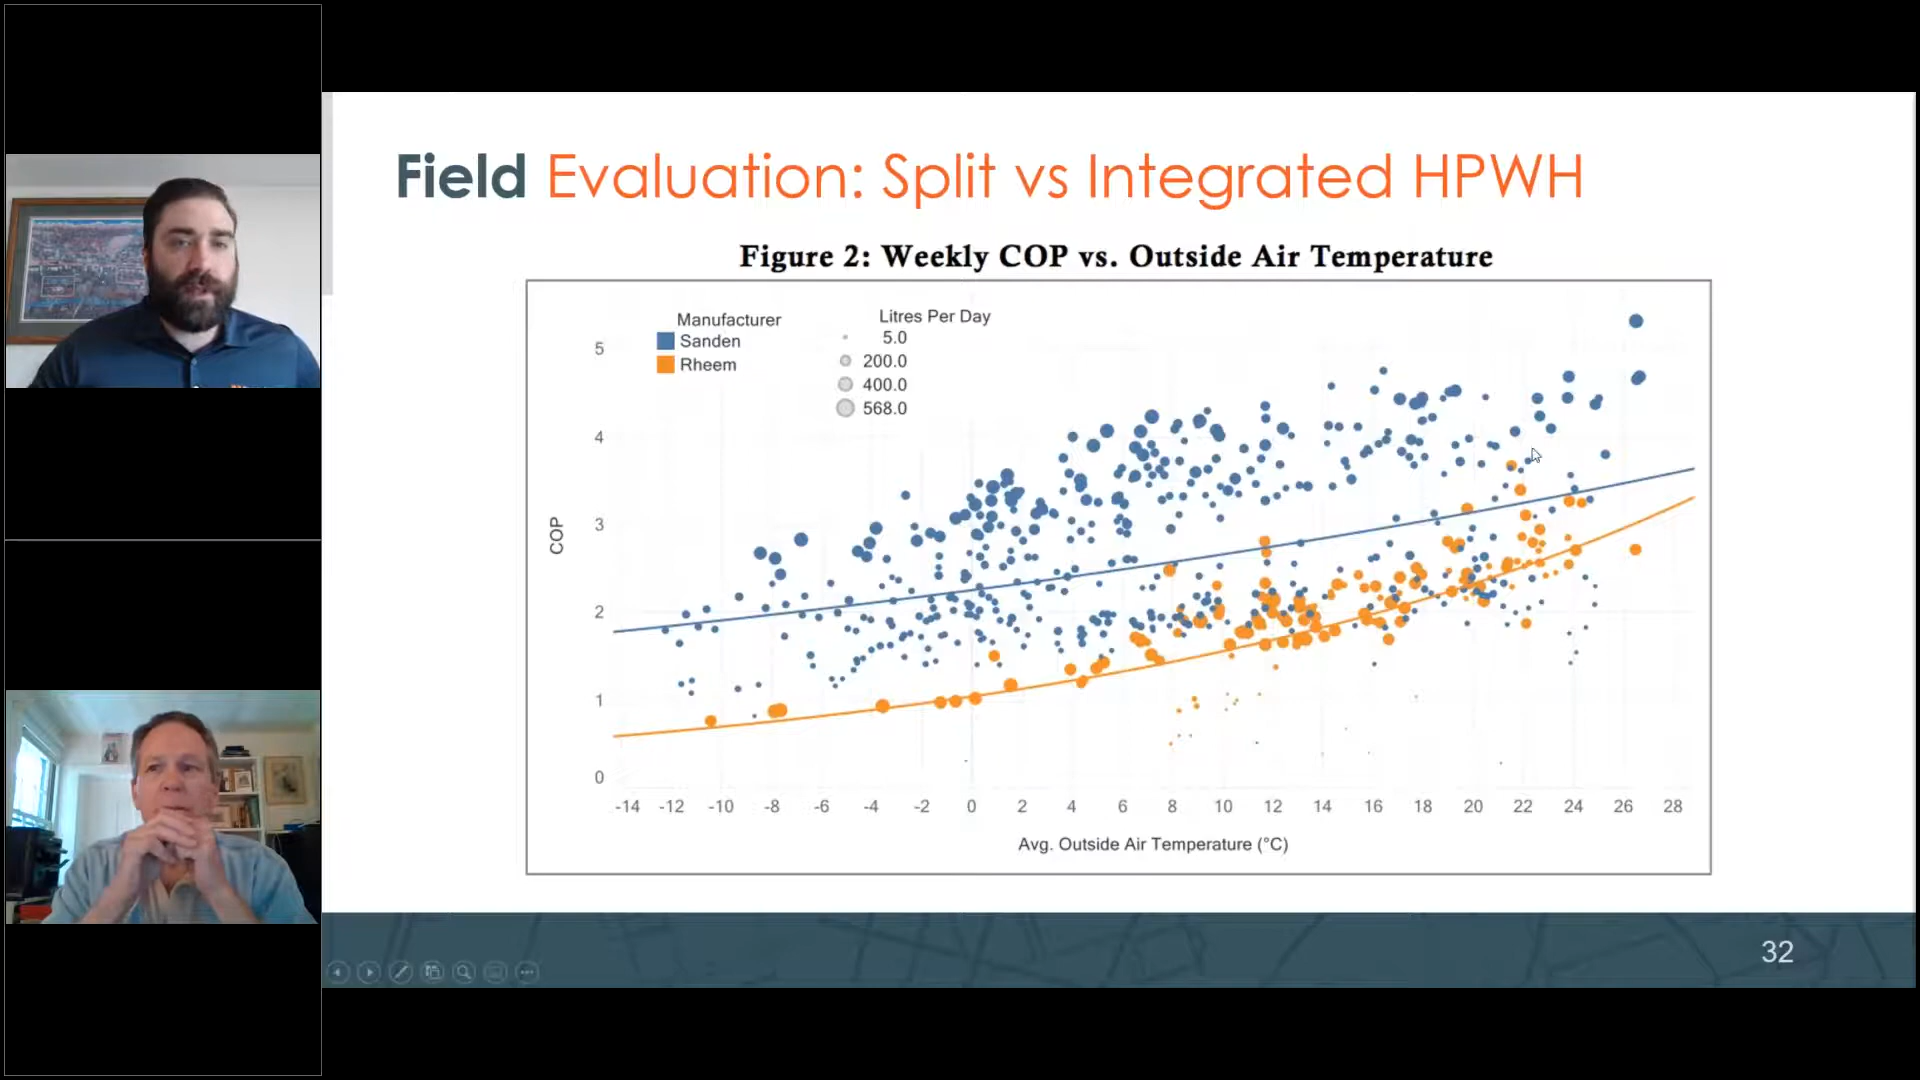 Field Evaluation: Split vs Integrated HPWH
Figure 2: Weekly COP vs. Outside Air Temperature
Manufacturer
Sanden
Rheem
Litres Per Day
5.0
200.0
400.0
568.0
COP
5
4
3
2
1
0
-14 -12 -10 -8 -6 -4 -2 0 2 4 6 8 10 12 14 16 18 20 22 24 26 28
Avg. Outside Air Temperature (°C)
32